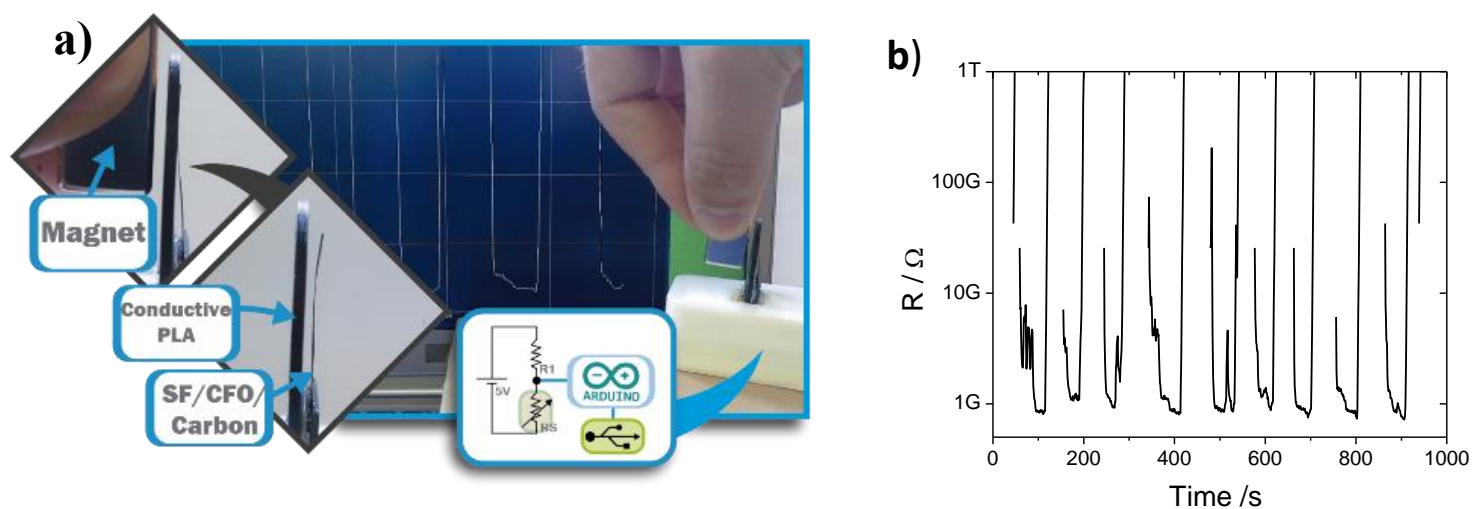 a)
Magnet
Conductive
PLA
SF/CFO/
Carbon
5V
R1
RS
ARDUINO
b)
1T
100G
10G
1G
R / Ω
0
200
400
600
800
1000
Time /s